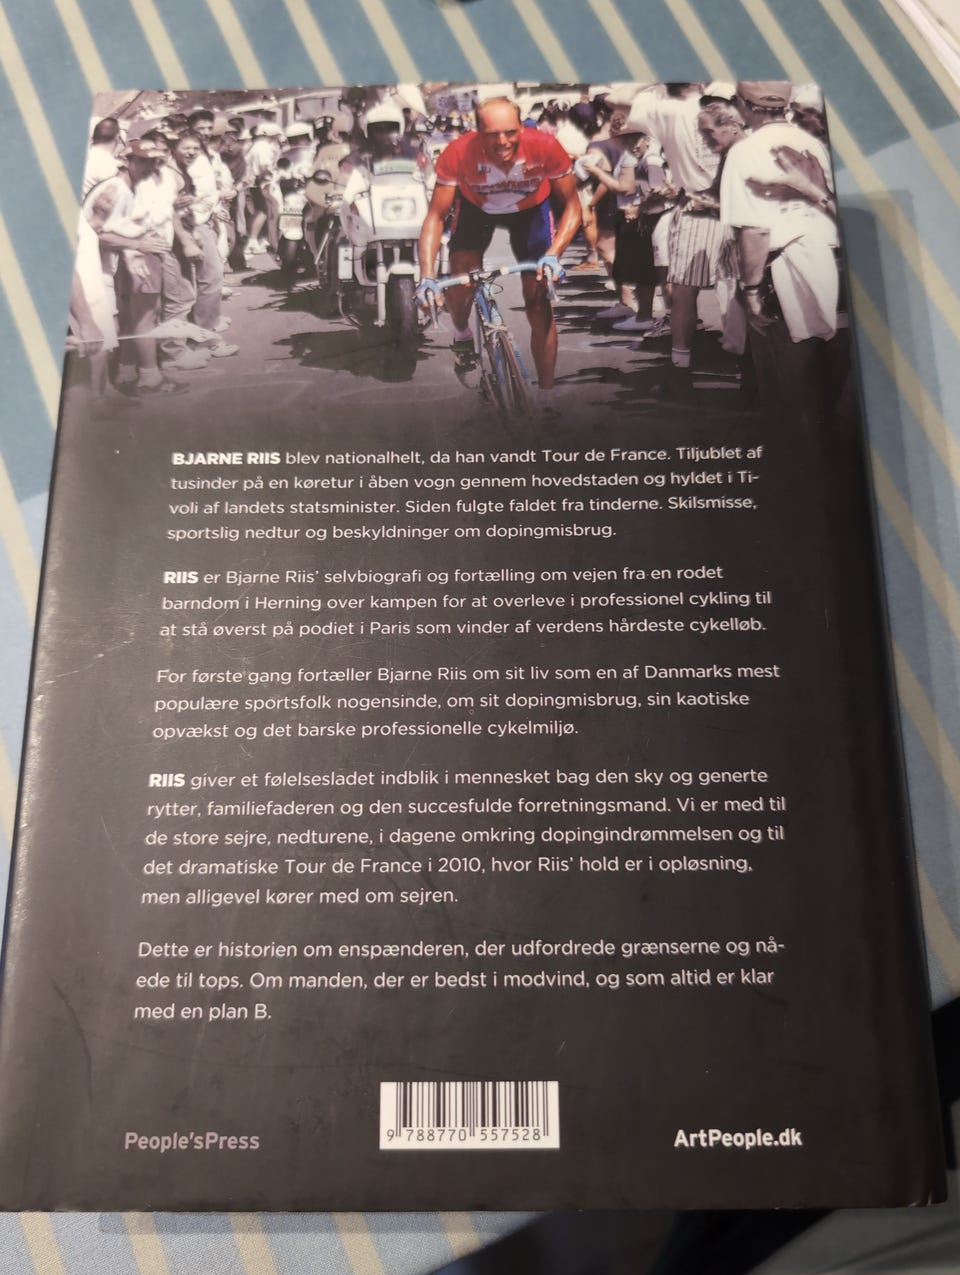 BJARNE RIIS blev nationalhelt, da han vandt Tour de France. Tiljublet af
tusinder på en køretur i åben vogn gennem hovedstaden og hyldet i Ti-
voli af landets statsminister. Siden fulgte faldet fra tinderne. Skilsmisse,
sportslig nedtur og beskyldninger om dopingmisbrug.
RIIS er Bjarne Riis' selvbiografi og fortælling om vejen fra en rodet
barndom i Herning over kampen for at overleve i professionel cykling til
at stå øverst på podiet i Paris som vinder af verdens hårdeste cykelløb.
For første gang fortæller Bjarne Riis om sit liv som en af Danmarks mest
populære sportsfolk nogensinde, om sit dopingmisbrug, sin kaotiske
opvækst og det barske professionelle cykelmiljø.
RIIS giver et følelsesladet indblik i mennesket bag den sky og generte
rytter, familiefaderen og den succesfulde forretningsmand. Vi er med til
de store sejre, nedturene, i dagene omkring dopingindrømmelsen og til
det dramatiske Tour de France i 2010, hvor Riis' hold er i opløsning,
men alligevel kører med om sejren.
Dette er historien om enspænderen, der udfordrede grænserne og nå-
ede til tops. Om manden, der er bedst i modvind, og som altid er klar
med en plan B.
People'sPress
9 788770 557528
ArtPeople.dk